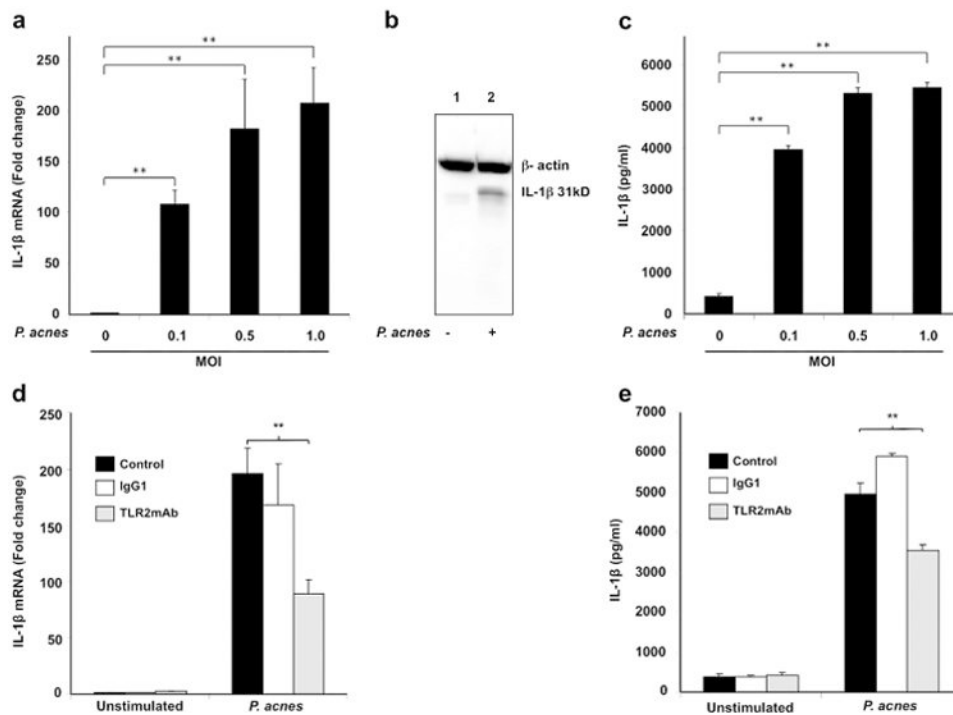 a
IL-1β mRNA (Fold change)
250
200
150
100
50
0
** ** **
P. acnes 0 0.1 0.5 1.0
MOI
b
1 2
β- actin
IL-1β 31kD
P. acnes - +
c
IL-1β (pg/ml)
6000
5000
4000
3000
2000
1000
0
** ** **
P. acnes 0 0.1 0.5 1.0
MOI
d
IL-1β mRNA (Fold change)
250
200
150
100
50
0
Control
IgG1
TLR2mAb
**
Unstimulated P. acnes
e
IL-1β (pg/ml)
7000
6000
5000
4000
3000
2000
1000
0
Control
IgG1
TLR2mAb
**
Unstimulated P. acnes